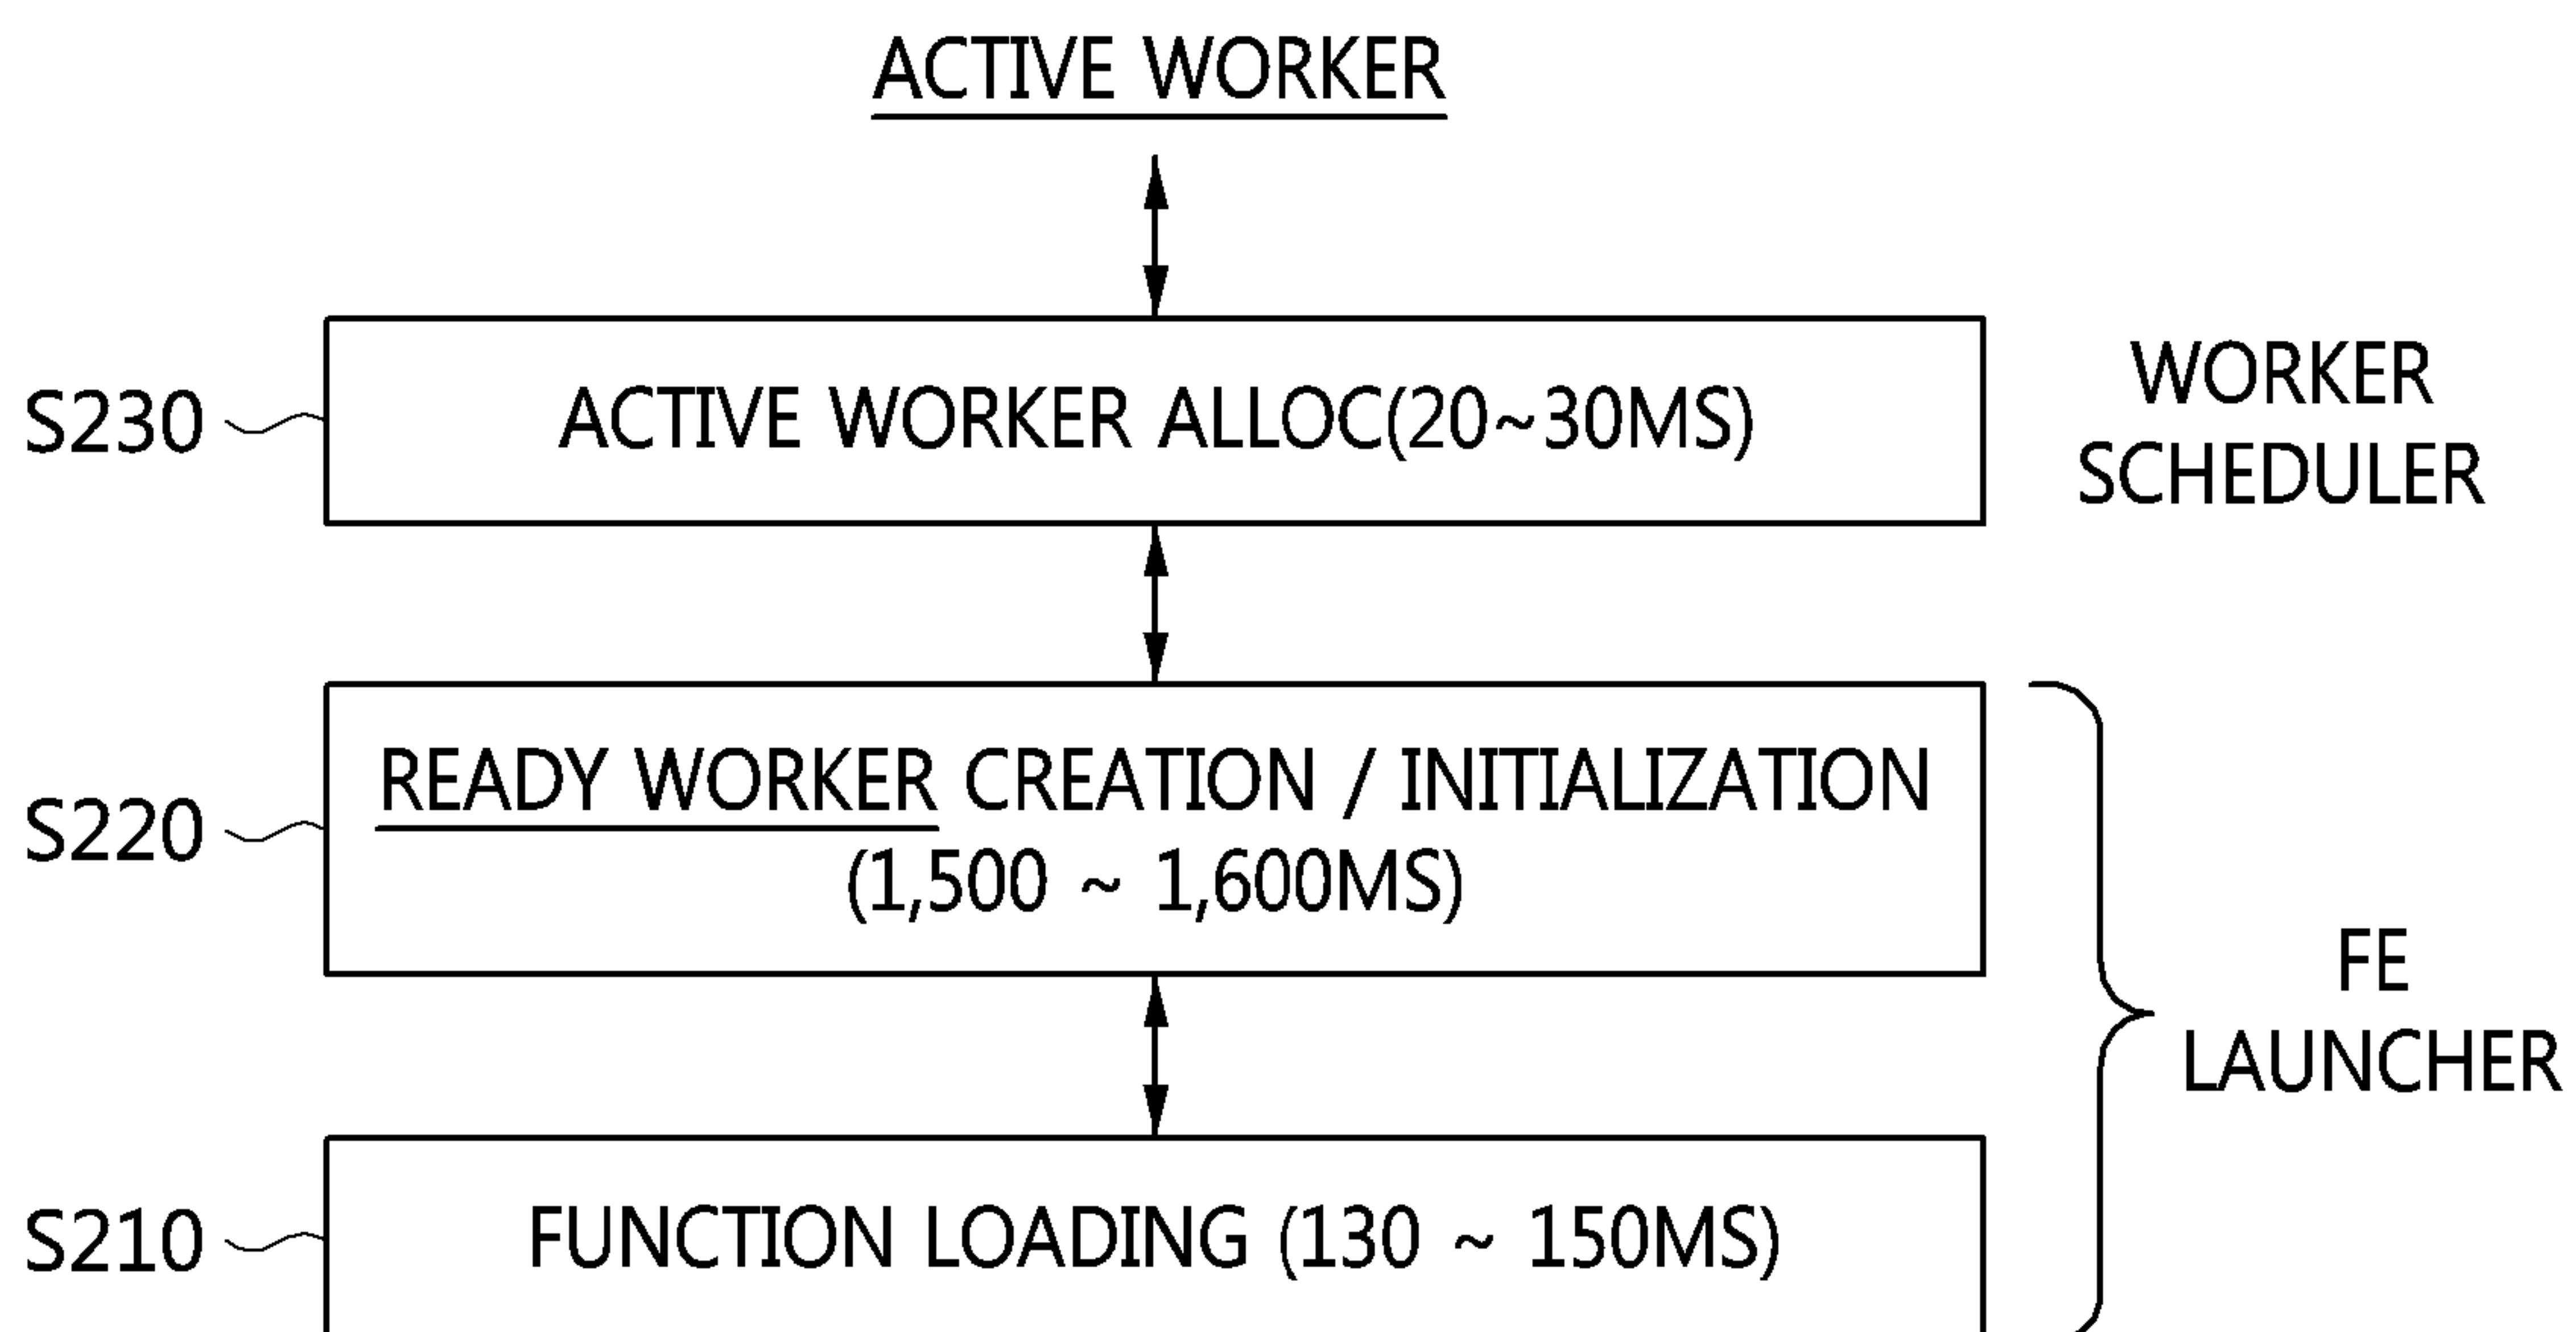 ACTIVE WORKER
S230
ACTIVE WORKER ALLOC(20~30MS)
WORKER
SCHEDULER
S220
READY WORKER CREATION / INITIALIZATION
(1,500 ~ 1,600MS)
FE
LAUNCHER
S210
FUNCTION LOADING (130 ~ 150MS)